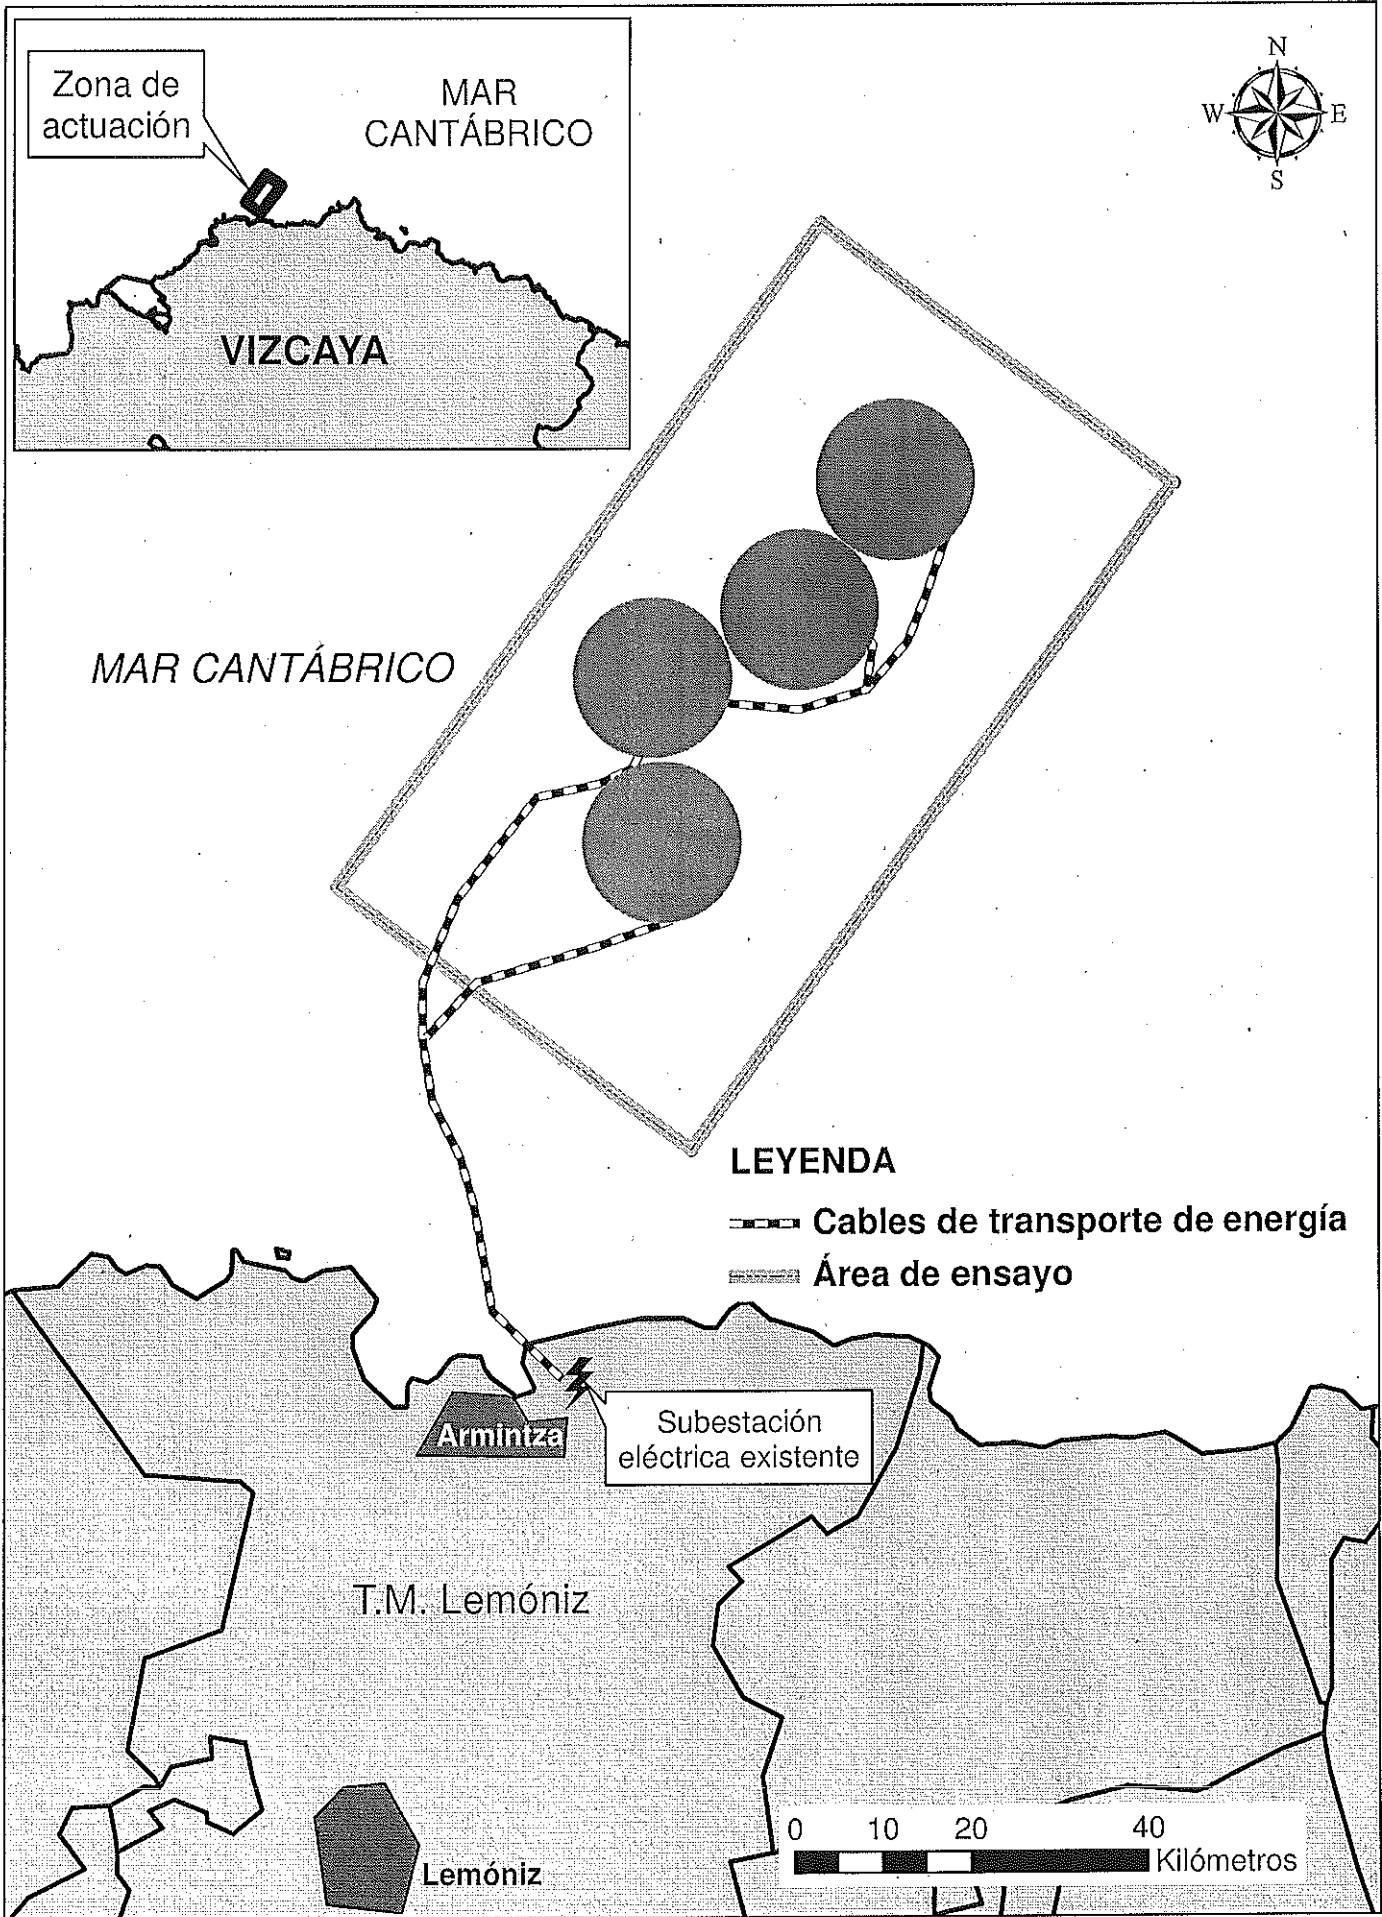 Zona de
actuación
MAR
CANTÁBRICO
VIZCAYA
N
W
E
S
MAR CANTÁBRICO
LEYENDA
Cables de transporte de energía
Área de ensayo
Armintza
Subestación
eléctrica existente
T.M. Lemóniz
Lemóniz
0 10 20 40
Kilómetros